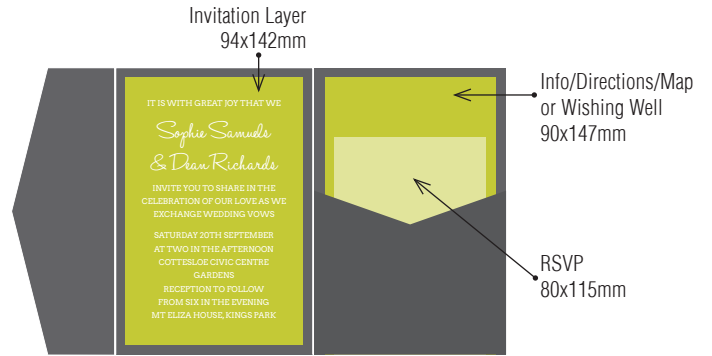 Invitation Layer
94x142mm
IT IS WITH GREAT JOY THAT WE
Sophie Samuels
& Dean Richards
INVITE YOU TO SHARE IN THE
CELEBRATION OF OUR LOVE AS WE
EXCHANGE WEDDING VOWS
SATURDAY 20TH SEPTEMBER
AT TWO IN THE AFTERNOON
COTTESLOE CIVIC CENTRE
GARDENS
RECEPTION TO FOLLOW
FROM SIX IN THE EVENING
MT ELIZA HOUSE, KINGS PARK
Info/Directions/Map
or Wishing Well
90x147mm
RSVP
80x115mm